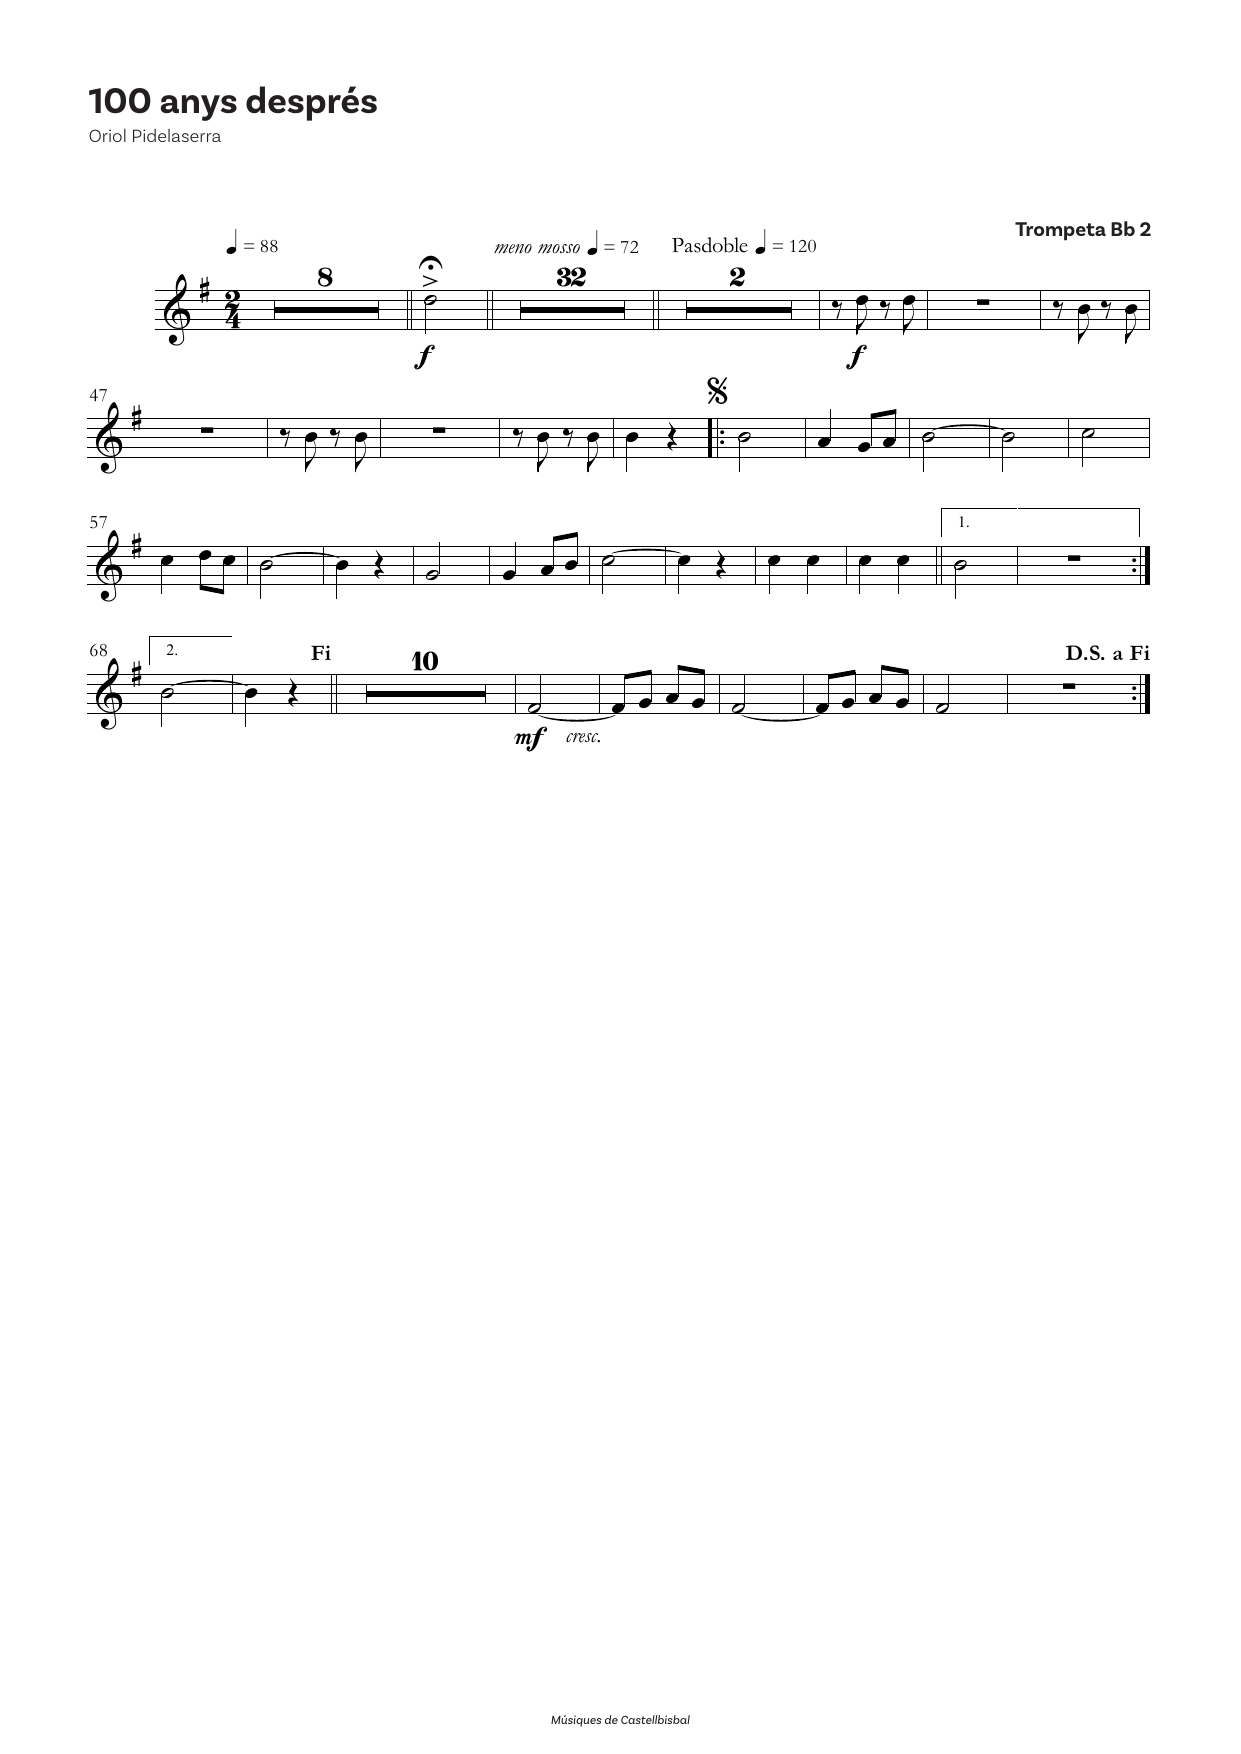 100 anys després
Oriol Pidelaserra
Trompeta Bb 2
= 88
meno mosso = 72
Pasdoble = 120
8
32
2
2
4
f
f
47
57
1.
68
2.
Fi
10
D.S. a Fi
mf
cresc.
Músiques de Castellbisbal